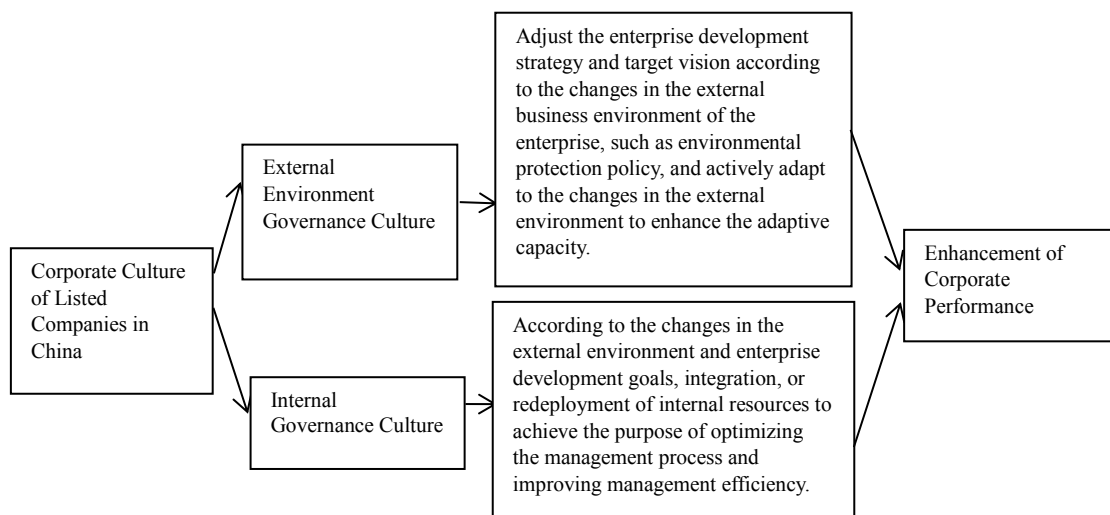 Corporate Culture
of Listed
Companies in
China
External
Environment
Governance Culture
Internal
Governance Culture
Adjust the enterprise development
strategy and target vision according
to the changes in the external
business environment of the
enterprise, such as environmental
protection policy, and actively adapt
to the changes in the external
environment to enhance the adaptive
capacity.
According to the changes in the
external environment and enterprise
development goals, integration, or
redeployment of internal resources to
achieve the purpose of optimizing
the management process and
improving management efficiency.
Enhancement of
Corporate
Performance